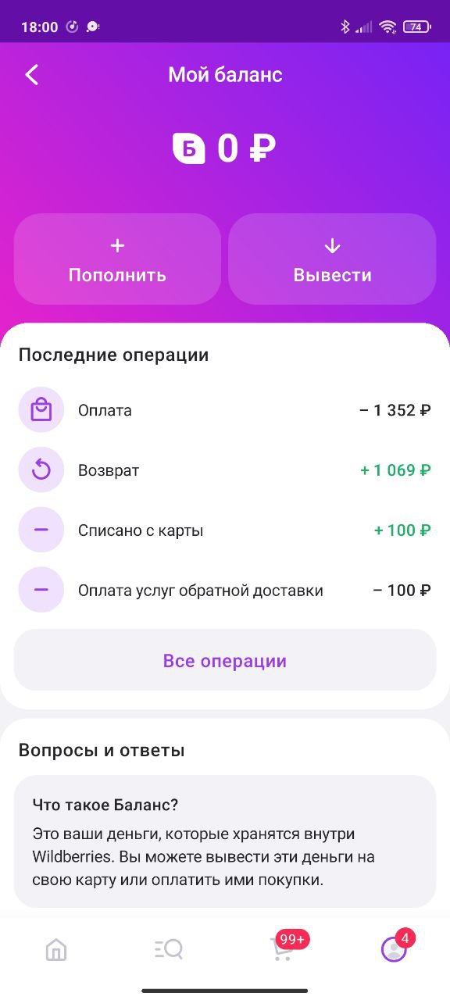 18:00
74
Мой баланс
Б 0 ₽
+
Пополнить
Вывести
Последние операции
Оплата – 1 352 ₽
Возврат + 1 069 ₽
Списано с карты + 100 ₽
Оплата услуг обратной доставки – 100 ₽
Все операции
Вопросы и ответы
Что такое Баланс?
Это ваши деньги, которые хранятся внутри
Wildberries. Вы можете вывести эти деньги на
свою карту или оплатить ими покупки.
99+
4